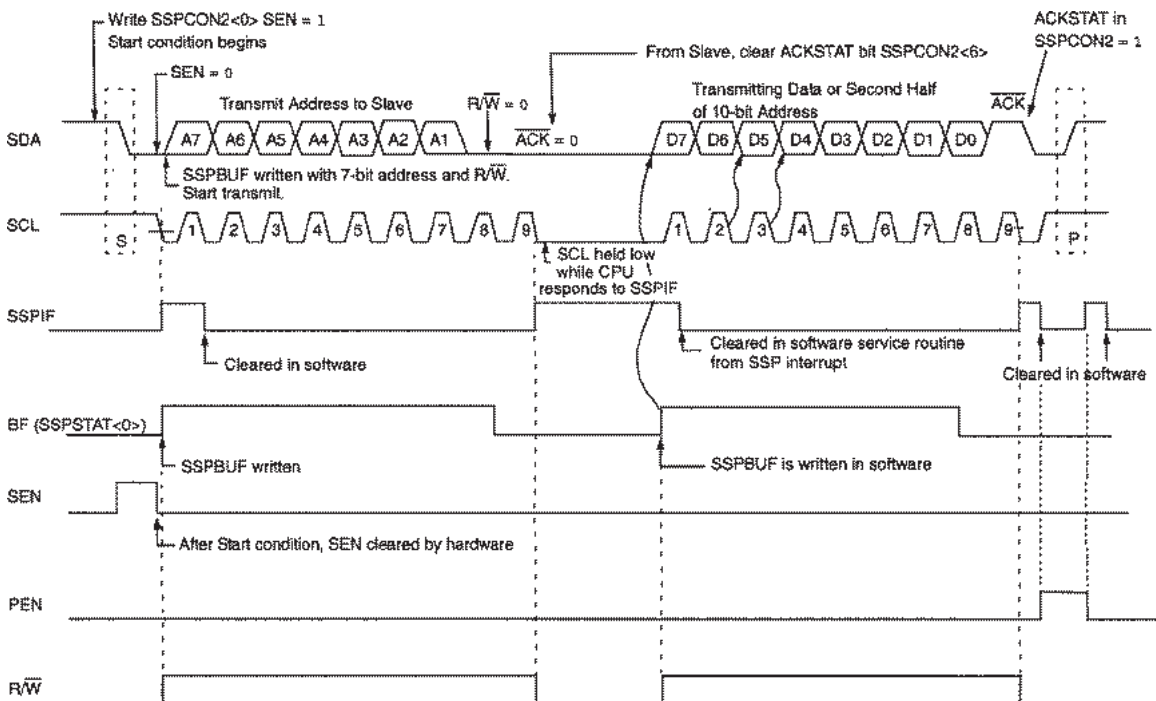 Write SSPCON2<0> SEN = 1
Start condition begins
ACKSTAT in
SSPCON2 = 1
From Slave, clear ACKSTAT bit SSPCON2<6>
SEN = 0
Transmit Address to Slave
R/W̅ = 0
Transmitting Data or Second Half
of 10-bit Address
A̅C̅K̅
SDA
A7 A6 A5 A4 A3 A2 A1
A̅C̅K̅ = 0
D7 D6 D5 D4 D3 D2 D1 D0
SSPBUF written with 7-bit address and R/W̅.
Start transmit.
SCL
S
1 2 3 4 5 6 7 8 9
1 2 3 4 5 6 7 8 9
P
SCL held low
while CPU
responds to SSPIF
SSPIF
Cleared in software
Cleared in software service routine
from SSP interrupt
Cleared in software
BF (SSPSTAT<0>)
SSPBUF written
SSPBUF is written in software
SEN
After Start condition, SEN cleared by hardware
PEN
R/W̅